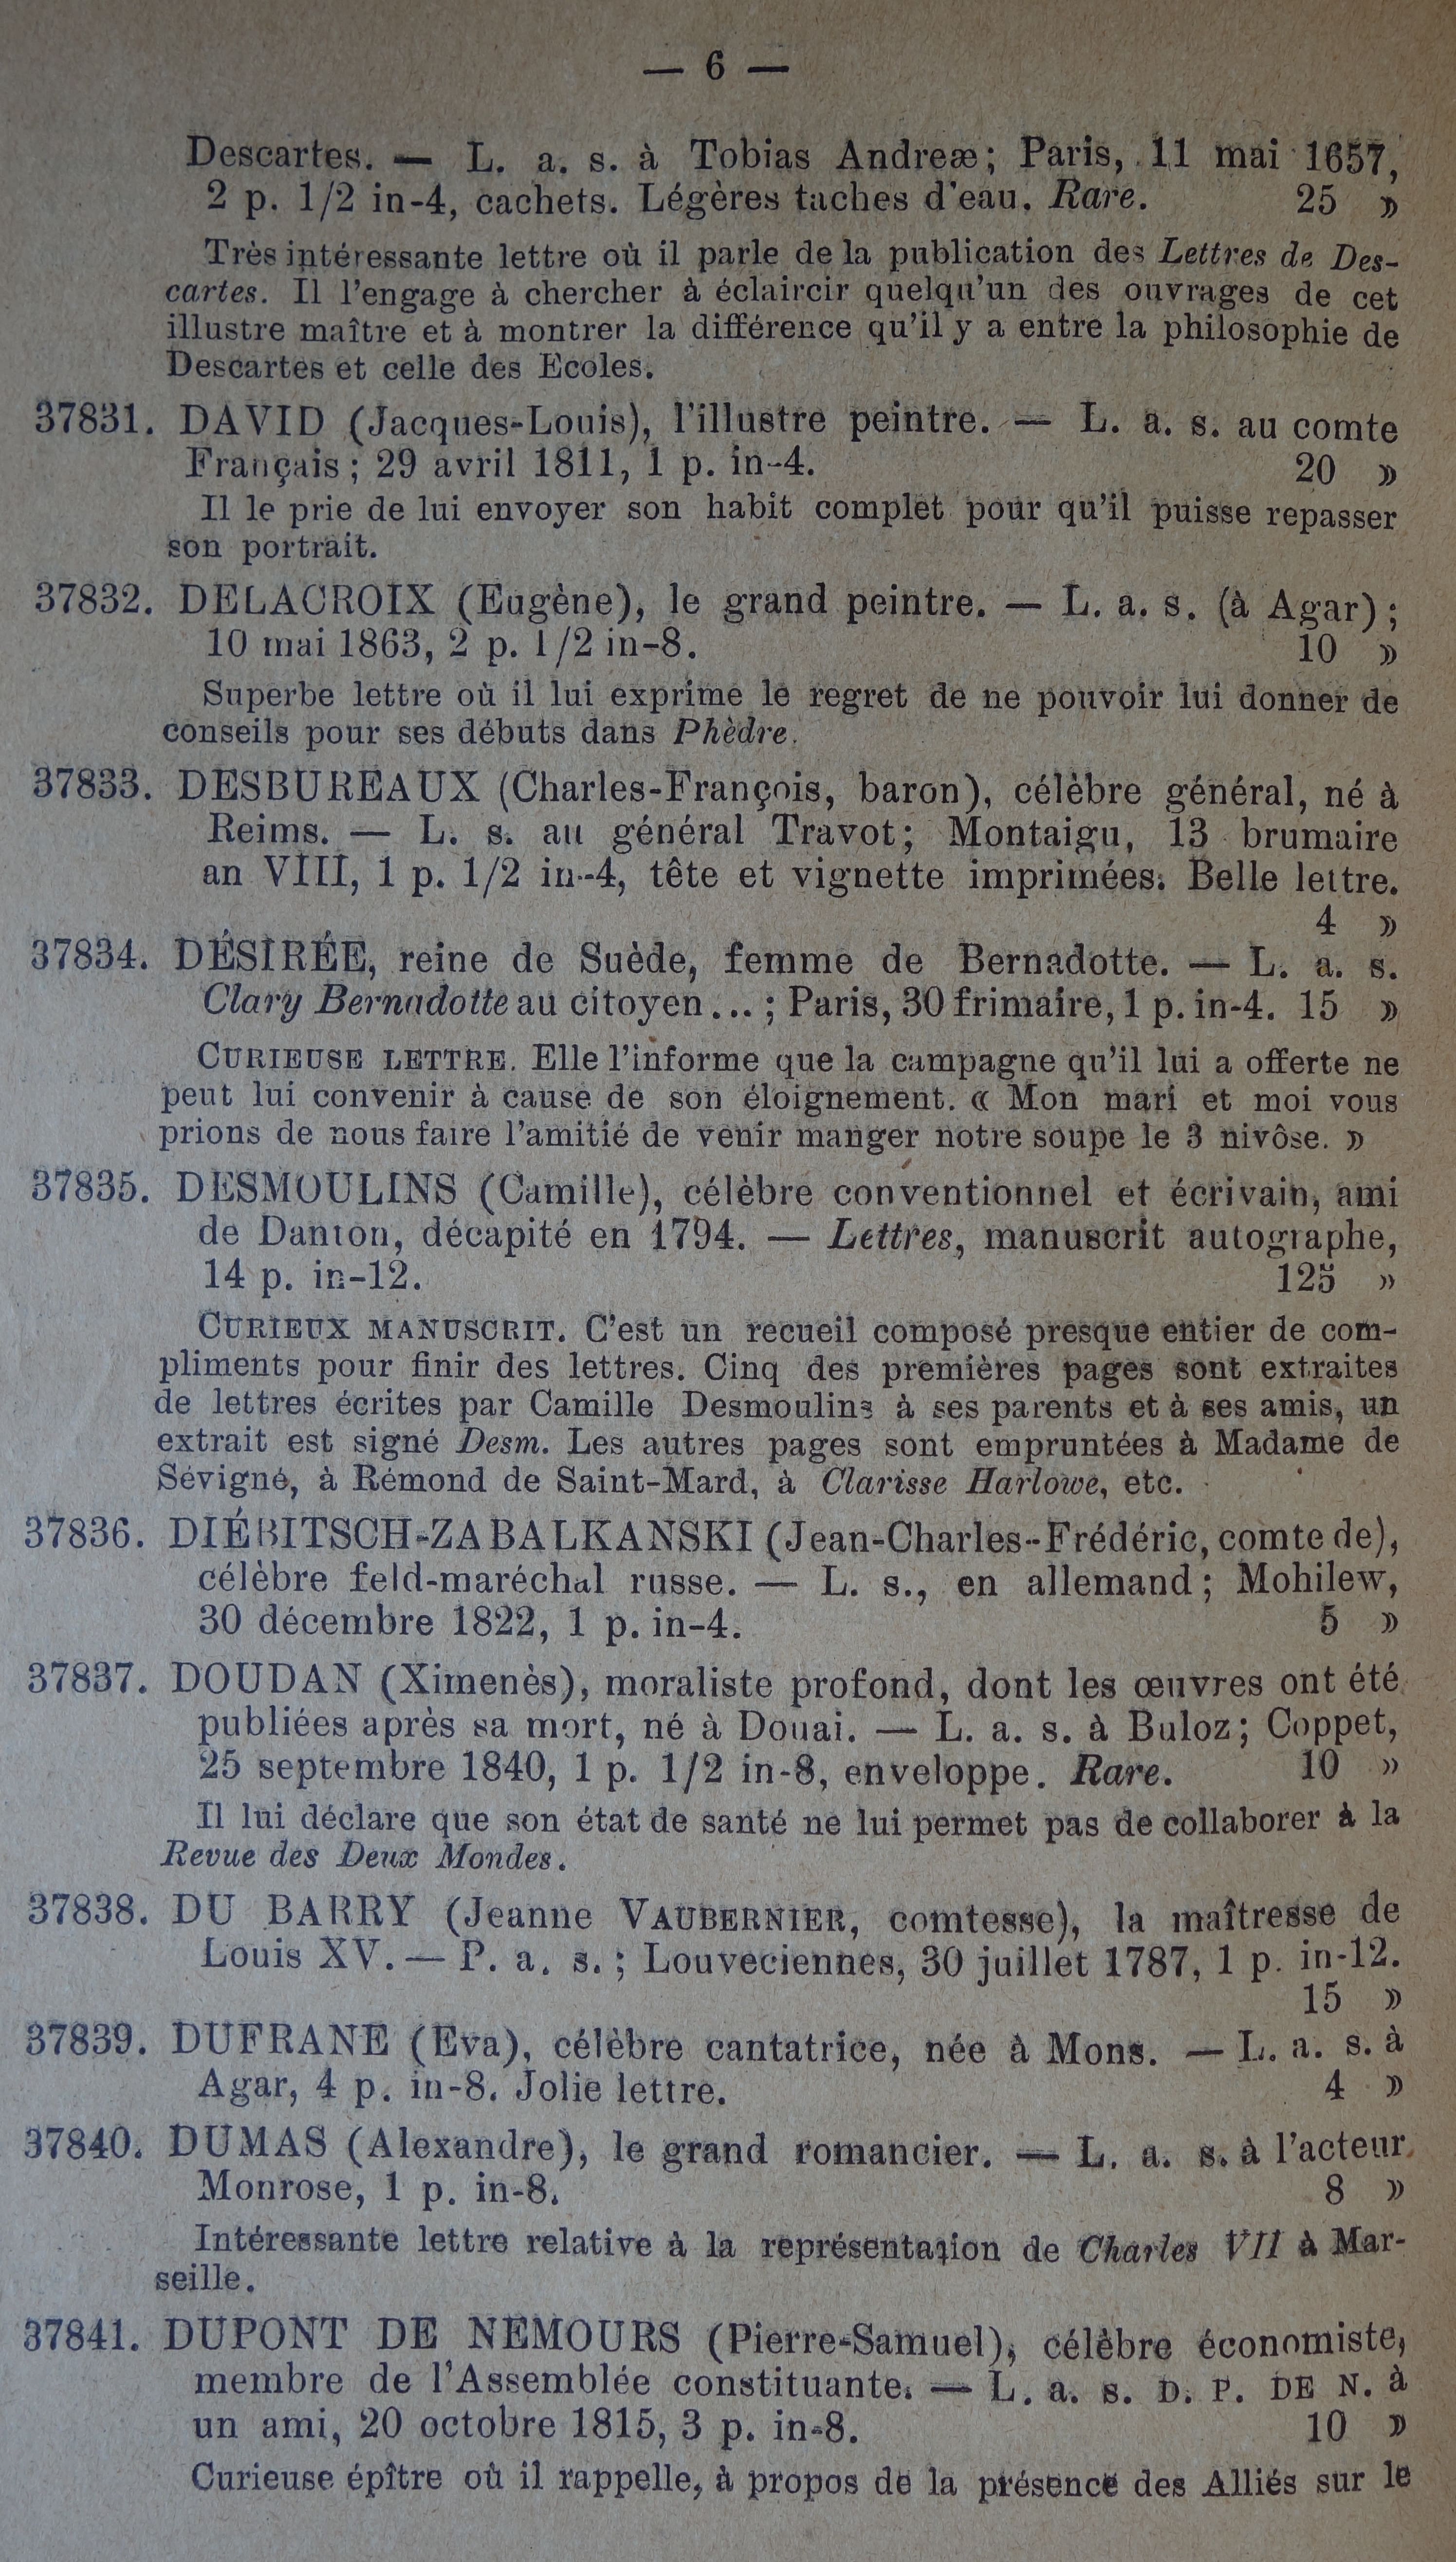 — 6 —
Descartes. — L. a. s. à Tobias Andreæ; Paris, 11 mai 1657,
2 p. 1/2 in-4, cachets. Légères taches d'eau. Rare. 25 »
Très intéressante lettre où il parle de la publication des Lettres de Des-
cartes. Il l'engage à chercher à éclaircir quelqu'un des ouvrages de cet
illustre maître et à montrer la différence qu'il y a entre la philosophie de
Descartes et celle des Ecoles.
37831. DAVID (Jacques-Louis), l'illustre peintre. — L. a. s. au comte
Français; 29 avril 1811, 1 p. in-4. 20 »
Il le prie de lui envoyer son habit complet pour qu'il puisse repasser
son portrait.
37832. DELACROIX (Eugène), le grand peintre. — L. a. s. (à Agar);
10 mai 1863, 2 p. 1/2 in-8. 10 »
Superbe lettre où il lui exprime le regret de ne pouvoir lui donner de
conseils pour ses débuts dans Phèdre.
37833. DESBUREAUX (Charles-François, baron), célèbre général, né à
Reims. — L. s. au général Travot; Montaigu, 13 brumaire
an VIII, 1 p. 1/2 in-4, tête et vignette imprimées. Belle lettre.
4 »
37834. DÉSIRÉE, reine de Suède, femme de Bernadotte. — L. a. s.
Clary Bernadotte au citoyen...; Paris, 30 frimaire, 1 p. in-4. 15 »
CURIEUSE LETTRE. Elle l'informe que la campagne qu'il lui a offerte ne
peut lui convenir à cause de son éloignement. « Mon mari et moi vous
prions de nous faire l'amitié de venir manger notre soupe le 3 nivôse. »
37835. DESMOULINS (Camille), célèbre conventionnel et écrivain, ami
de Danton, décapité en 1794. — Lettres, manuscrit autographe,
14 p. in-12. 125 »
CURIEUX MANUSCRIT. C'est un recueil composé presque entier de com-
pliments pour finir des lettres. Cinq des premières pages sont extraites
de lettres écrites par Camille Desmoulins à ses parents et à ses amis, un
extrait est signé Desm. Les autres pages sont empruntées à Madame de
Sévigné, à Rémond de Saint-Mard, à Clarisse Harlowe, etc.
37836. DIÉBITSCH-ZABALKANSKI (Jean-Charles-Frédéric, comte de),
célèbre feld-maréchal russe. — L. s., en allemand; Mohilew,
30 décembre 1822, 1 p. in-4. 5 »
37837. DOUDAN (Ximenès), moraliste profond, dont les œuvres ont été
publiées après sa mort, né à Douai. — L. a. s. à Buloz; Coppet,
25 septembre 1840, 1 p. 1/2 in-8, enveloppe. Rare. 10 »
Il lui déclare que son état de santé ne lui permet pas de collaborer à la
Revue des Deux Mondes.
37838. DU BARRY (Jeanne VAUBERNIER, comtesse), la maîtresse de
Louis XV. — P. a. s.; Louveciennes, 30 juillet 1787, 1 p. in-12.
15 »
37839. DUFRANE (Eva), célèbre cantatrice, née à Mons. — L. a. s. à
Agar, 4 p. in-8. Jolie lettre. 4 »
37840. DUMAS (Alexandre), le grand romancier. — L. a. s. à l'acteur
Monrose, 1 p. in-8. 8 »
Intéressante lettre relative à la représentation de Charles VII à Mar-
seille.
37841. DUPONT DE NEMOURS (Pierre-Samuel), célèbre économiste,
membre de l'Assemblée constituante. — L. a. s. D. P. DE N. à
un ami, 20 octobre 1815, 3 p. in-8. 10 »
Curieuse épître où il rappelle, à propos de la présence des Alliés sur le